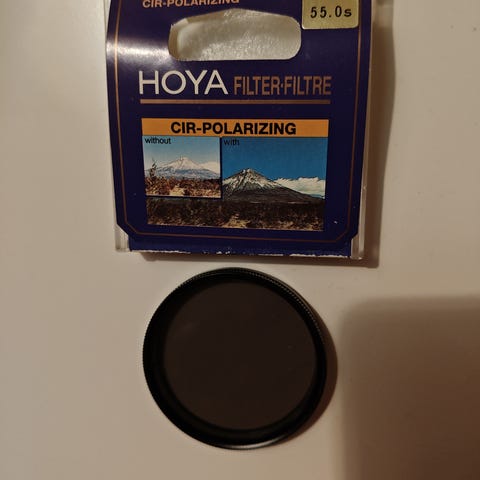 CIR-POLARIZING
55.0s
HOYA FILTER·FILTRE
CIR-POLARIZING
without
with